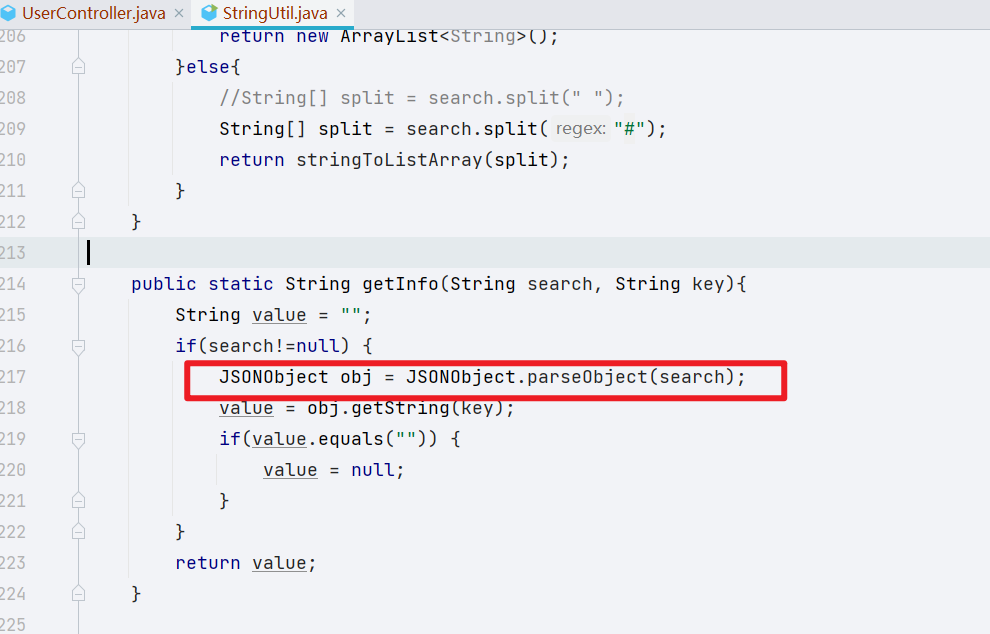 UserController.java × StringUtil.java ×
206 return new ArrayList<String>();
207 }else{
208 //String[] split = search.split(" ");
209 String[] split = search.split( regex: "#");
210 return stringToListArray(split);
211 }
212 }
213
214 public static String getInfo(String search, String key){
215 String value = "";
216 if(search!=null) {
217 JSONObject obj = JSONObject.parseObject(search);
218 value = obj.getString(key);
219 if(value.equals("")) {
220 value = null;
221 }
222 }
223 return value;
224 }
225